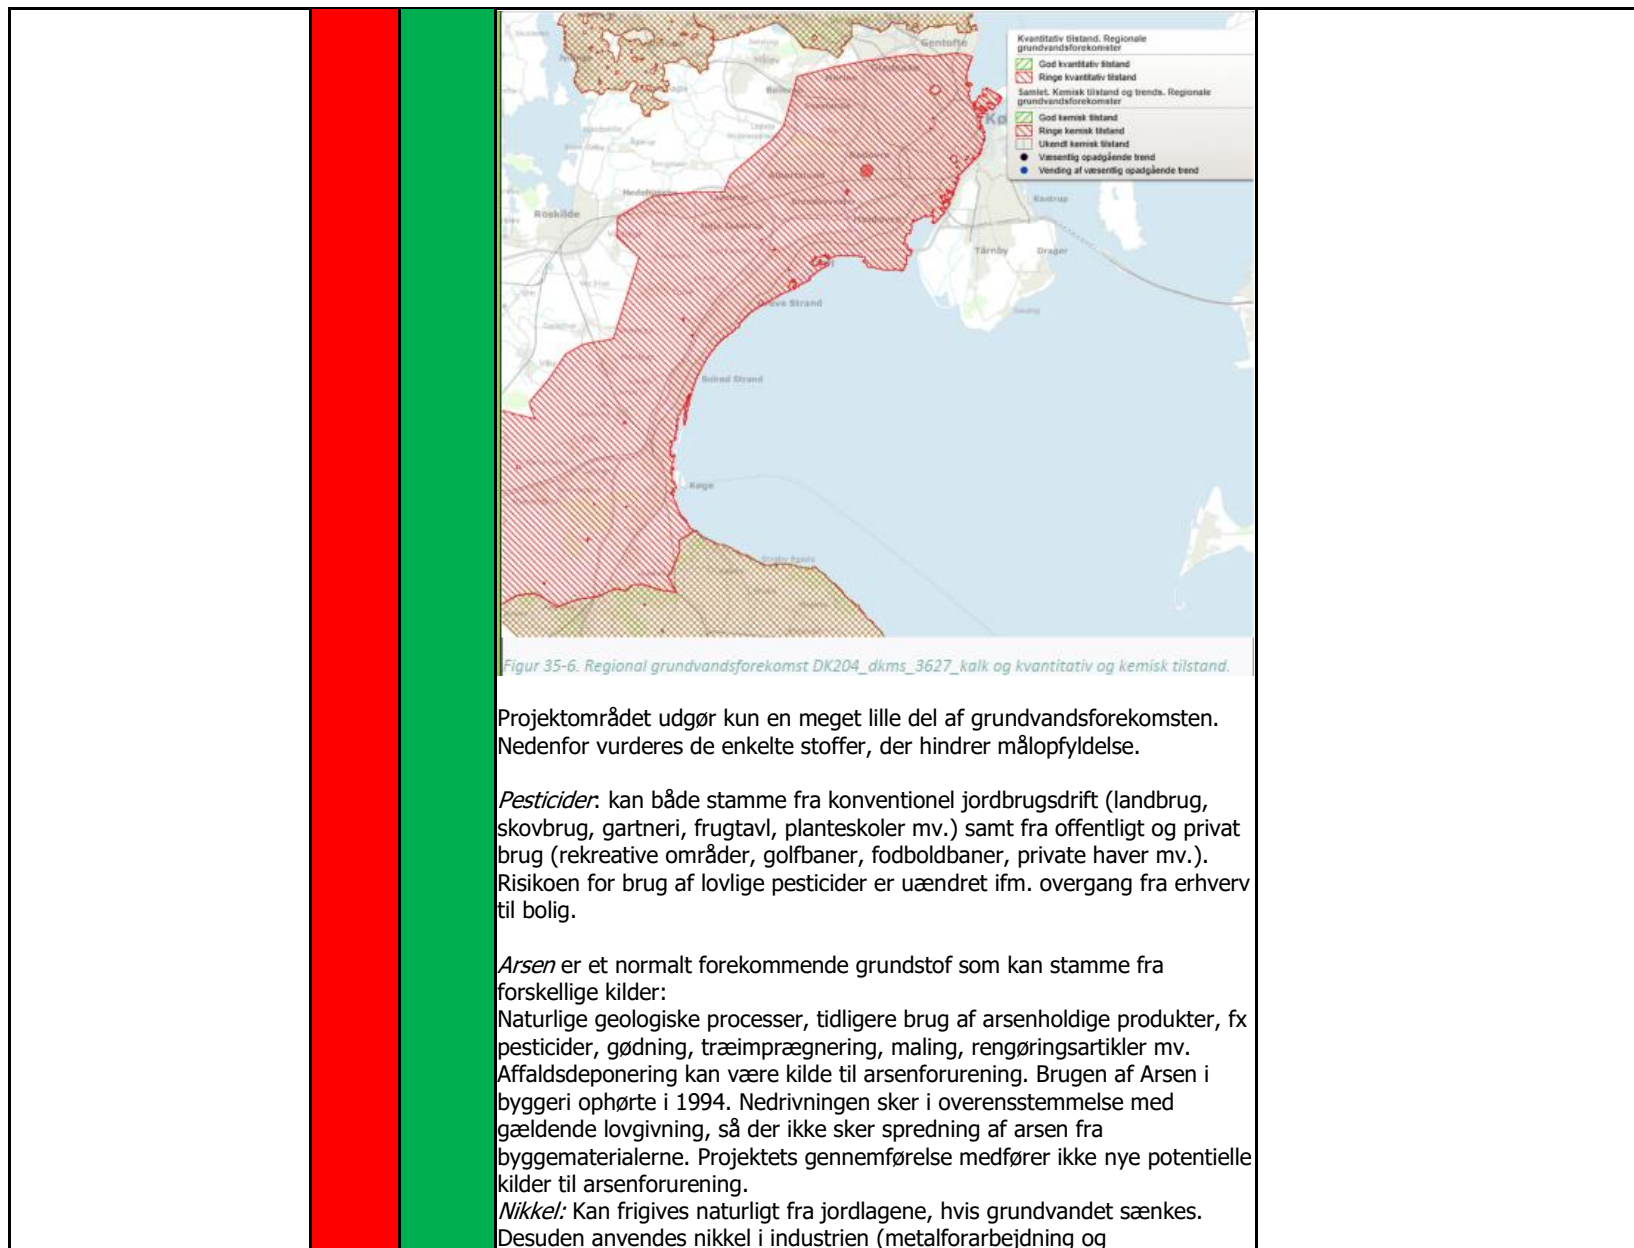 Gentofte
Kvantitativ tilstand. Regionale
grundvandsforekomster
God kvantitativ tilstand
Ringe kvantitativ tilstand
Samlet. Kemisk tilstand og trends. Regionale
grundvandsforekomster
God kemisk tilstand
Ringe kemisk tilstand
Ukendt kemisk tilstand
Væsentlig opadgående trend
Vending af væsentlig opadgående trend
Kø
Rødovre
Albertslund
Kastrup
Roskilde
Hvidovre
Tårnby
Dragør
Greve Strand
Solrød Strand
Køge
Figur 35-6. Regional grundvandsforekomst DK204_dkms_3627_kalk og kvantitativ og kemisk tilstand.
Projektområdet udgør kun en meget lille del af grundvandsforekomsten.
Nedenfor vurderes de enkelte stoffer, der hindrer målopfyldelse.
Pesticider: kan både stamme fra konventionel jordbrugsdrift (landbrug,
skovbrug, gartneri, frugtavl, planteskoler mv.) samt fra offentligt og privat
brug (rekreative områder, golfbaner, fodboldbaner, private haver mv.).
Risikoen for brug af lovlige pesticider er uændret ifm. overgang fra erhverv
til bolig.
Arsen er et normalt forekommende grundstof som kan stamme fra
forskellige kilder:
Naturlige geologiske processer, tidligere brug af arsenholdige produkter, fx
pesticider, gødning, træimprægnering, maling, rengøringsartikler mv.
Affaldsdeponering kan være kilde til arsenforurening. Brugen af Arsen i
byggeri ophørte i 1994. Nedrivningen sker i overensstemmelse med
gældende lovgivning, så der ikke sker spredning af arsen fra
byggematerialerne. Projektets gennemførelse medfører ikke nye potentielle
kilder til arsenforurening.
Nikkel: Kan frigives naturligt fra jordlagene, hvis grundvandet sænkes.
Desuden anvendes nikkel i industrien (metalforarbejdning og